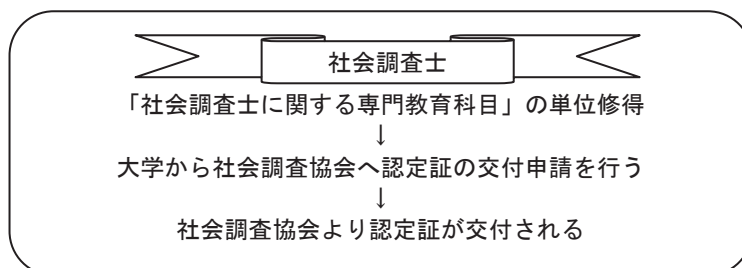 社会調査士
「社会調査士に関する専門教育科目」の単位修得
↓
大学から社会調査協会へ認定証の交付申請を行う
↓
社会調査協会より認定証が交付される